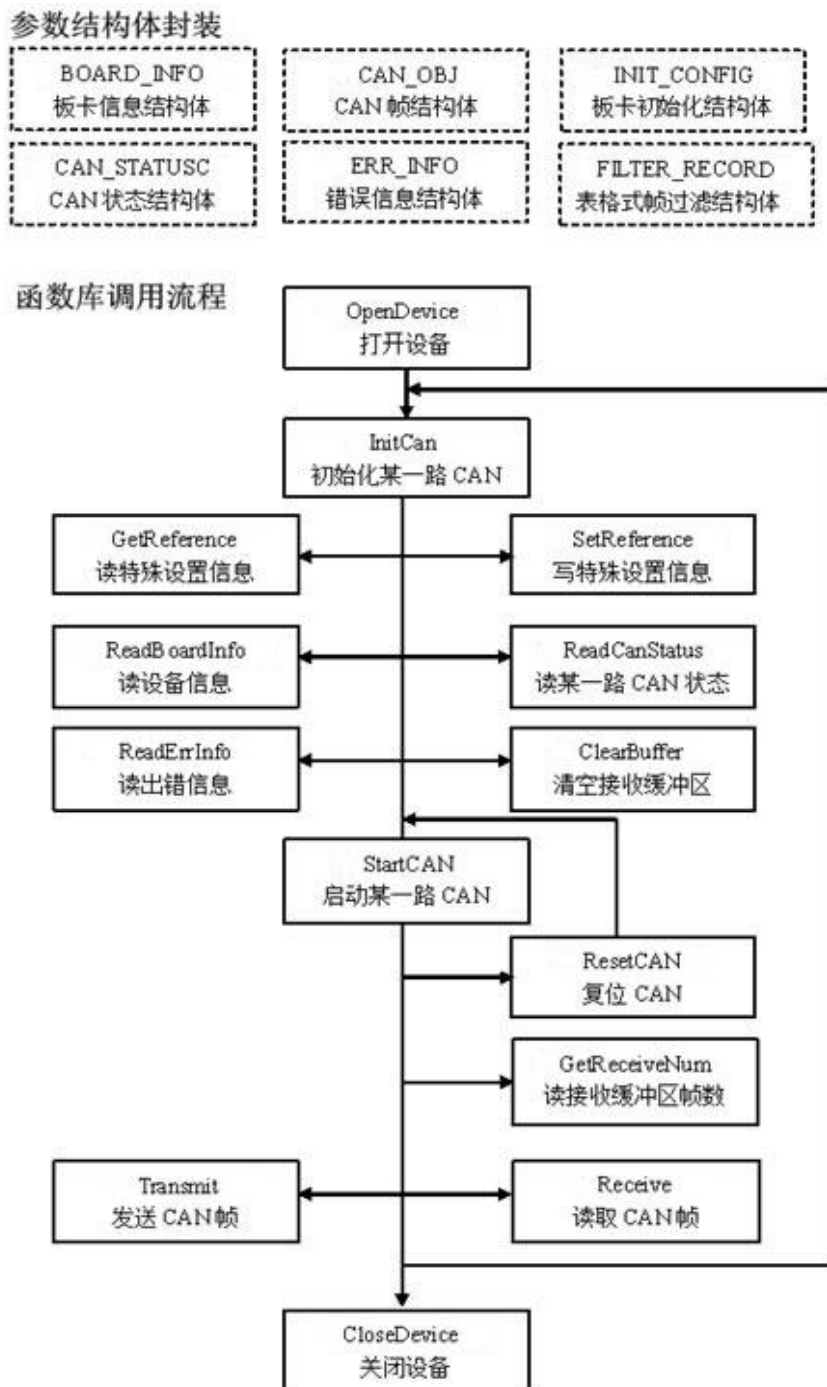 参数结构体封装
BOARD_INFO
板卡信息结构体
CAN_OBJ
CAN 帧结构体
INIT_CONFIG
板卡初始化结构体
CAN_STATUSC
CAN 状态结构体
ERR_INFO
错误信息结构体
FILTER_RECORD
表格式帧过滤结构体
函数库调用流程
OpenDevice
打开设备
InitCan
初始化某一路 CAN
GetReference
读特殊设置信息
SetReference
写特殊设置信息
ReadBoardInfo
读设备信息
ReadCanStatus
读某一路 CAN 状态
ReadErrInfo
读出错信息
ClearBuffer
清空接收缓冲区
StartCAN
启动某一路 CAN
ResetCAN
复位 CAN
GetReceiveNum
读接收缓冲区帧数
Transmit
发送 CAN 帧
Receive
读取 CAN 帧
CloseDevice
关闭设备